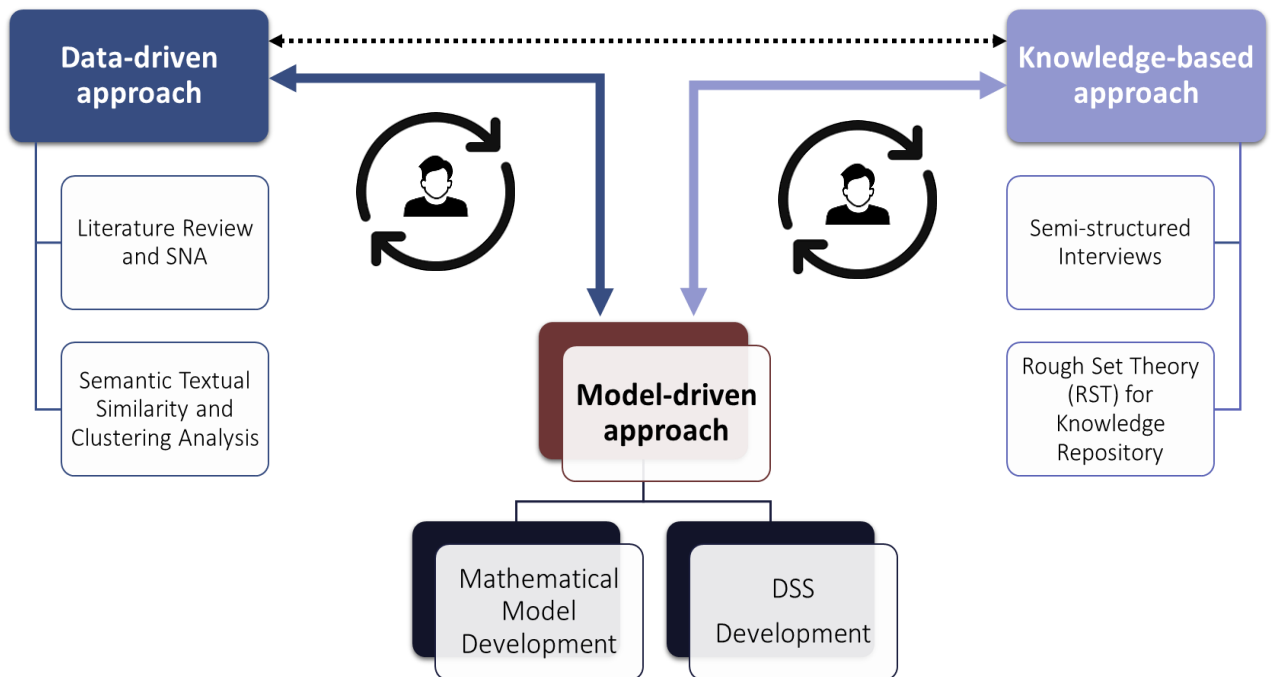 Data-driven
approach
Knowledge-based
approach
Literature Review
and SNA
Semantic Textual
Similarity and
Clustering Analysis
Semi-structured
Interviews
Rough Set Theory
(RST) for
Knowledge
Repository
Model-driven
approach
Mathematical
Model
Development
DSS
Development